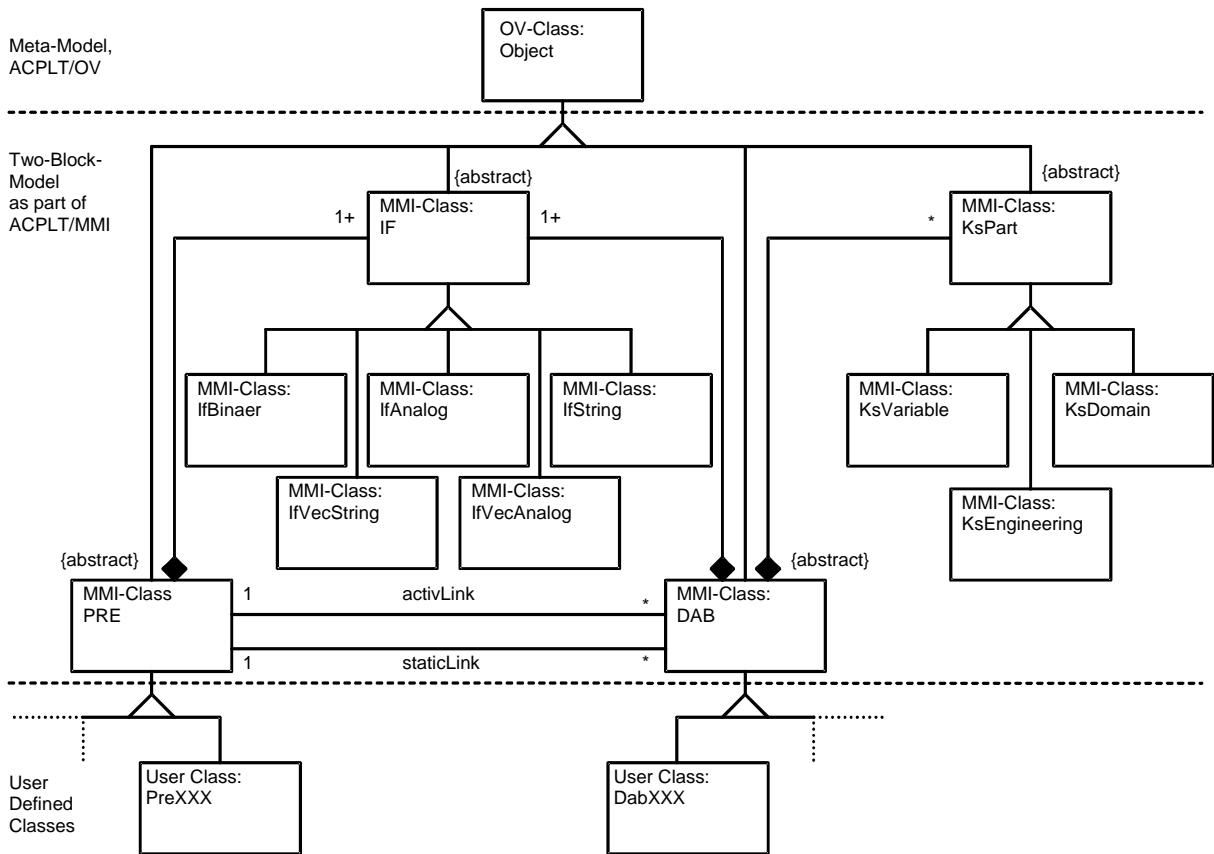 OV-Class:
Object
Meta-Model,
ACPLT/OV
Two-Block-
Model
as part of
ACPLT/MMI
{abstract}
{abstract}
MMI-Class:
IF
1+
1+
MMI-Class:
KsPart
*
MMI-Class:
IfBinaer
MMI-Class:
IfAnalog
MMI-Class:
IfString
MMI-Class:
KsVariable
MMI-Class:
KsDomain
MMI-Class:
IfVecString
MMI-Class:
IfVecAnalog
MMI-Class:
KsEngineering
{abstract}
{abstract}
MMI-Class
PRE
1
activLink
*
MMI-Class:
DAB
1
staticLink
*
User
Defined
Classes
User Class:
PreXXX
User Class:
DabXXX